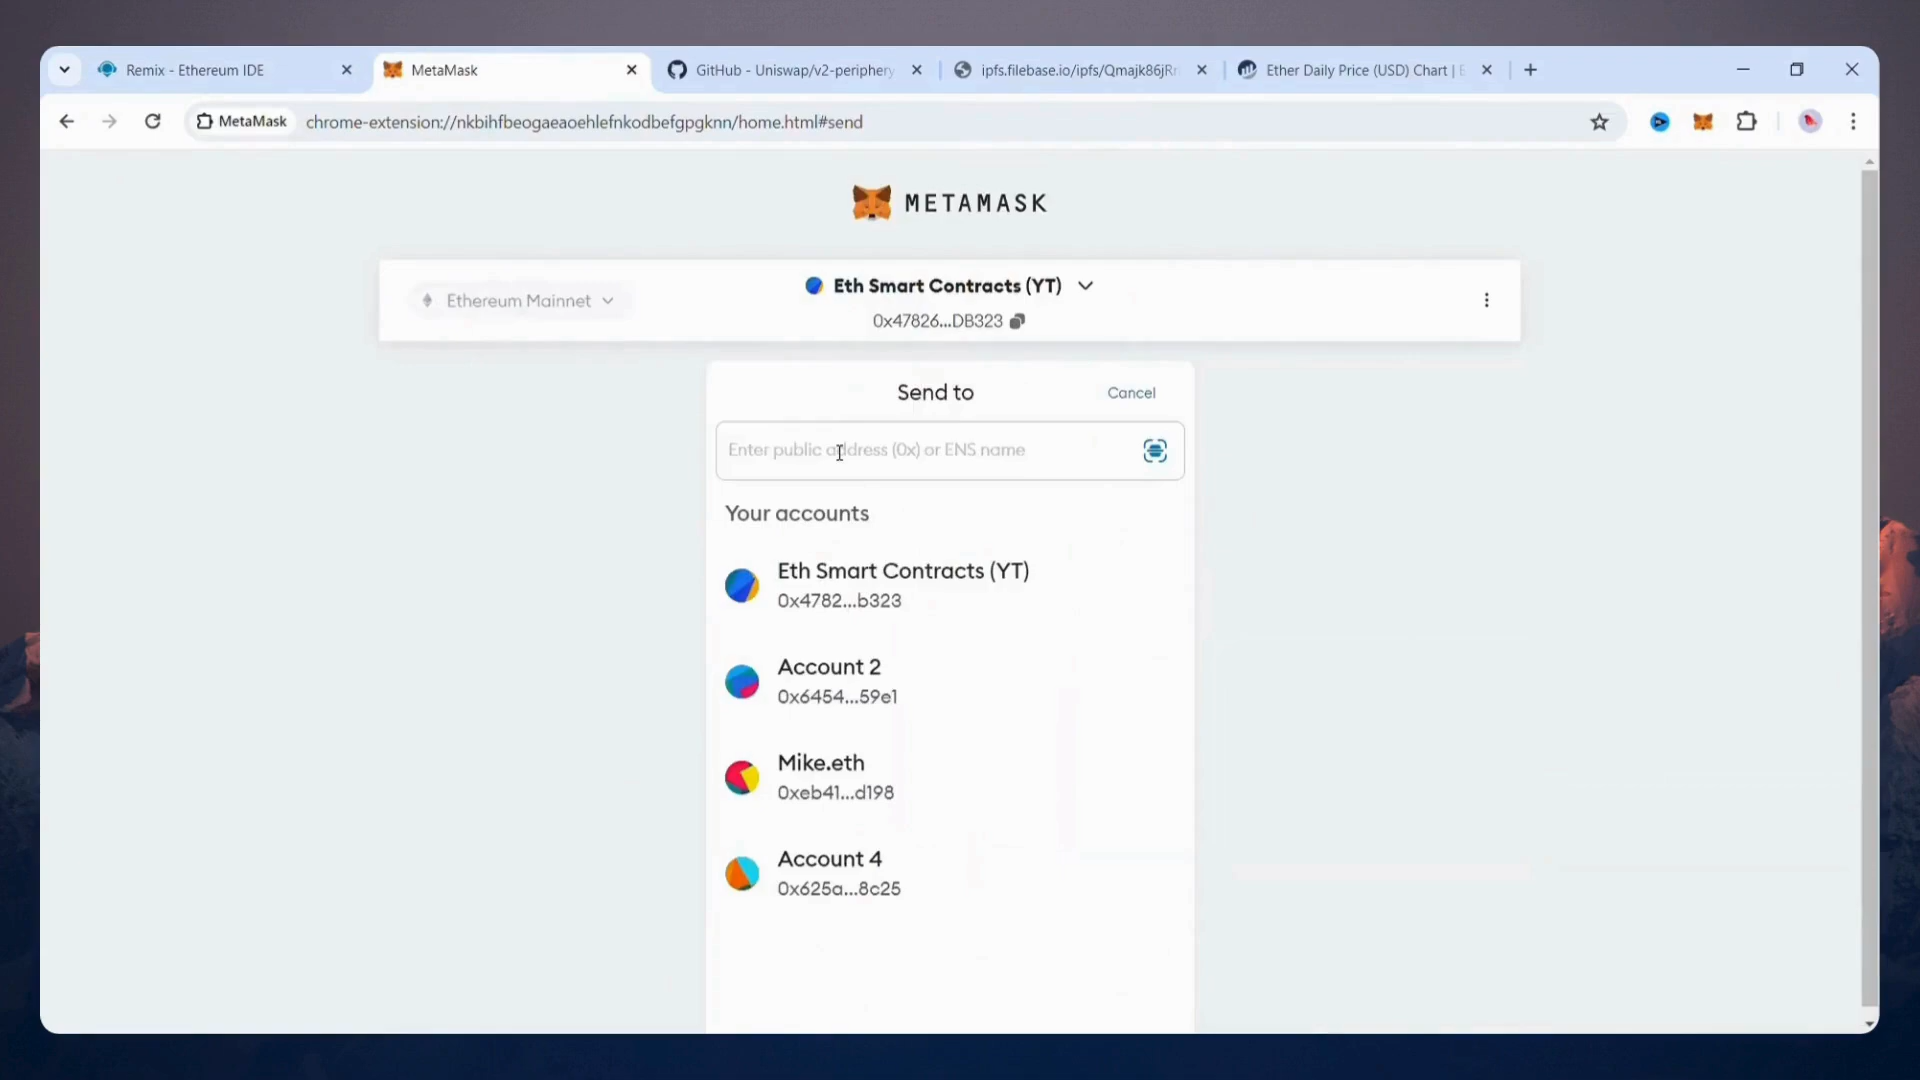 Remix - Ethereum IDE
MetaMask
GitHub - Uniswap/v2-periphery
ipfs.filebase.io/ipfs/Qmajk86jR
Ether Daily Price (USD) Chart |
MetaMask
chrome-extension://nkbihfbeogaeaoehlefnkodbefgpgknn/home.html#send
METAMASK
Ethereum Mainnet
Eth Smart Contracts (YT)
0x47826...DB323
Send to
Cancel
Enter public address (0x) or ENS name
Your accounts
Eth Smart Contracts (YT)
0x4782...b323
Account 2
0x6454...59e1
Mike.eth
0xeb41...d198
Account 4
0x625a...8c25